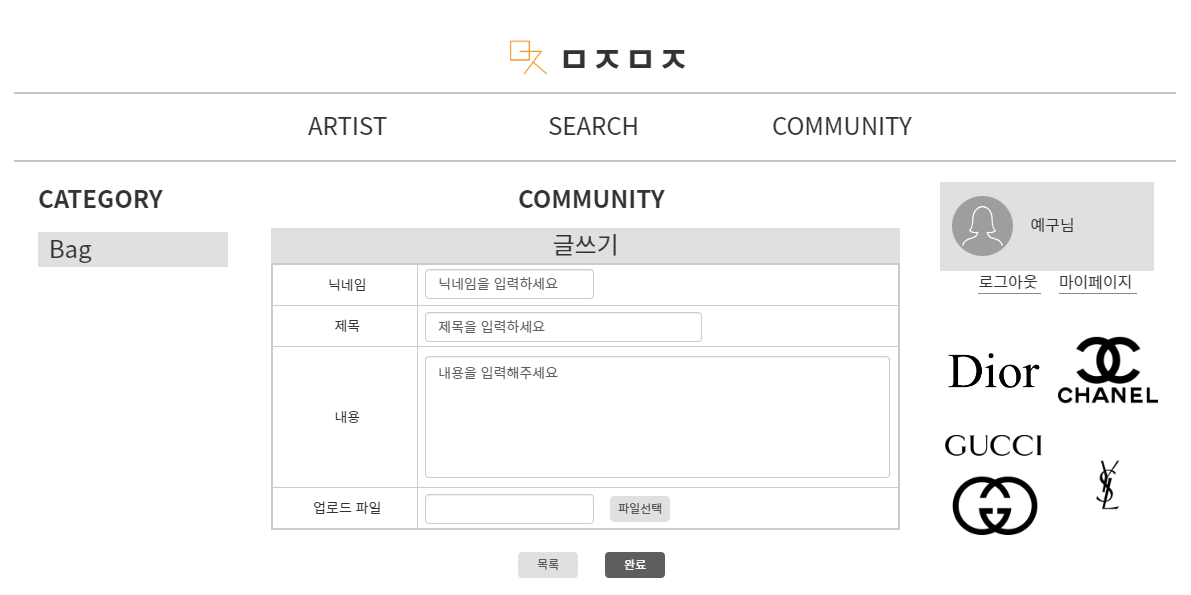 ㅁㅈㅁㅈ
ARTIST SEARCH COMMUNITY
CATEGORY
Bag
COMMUNITY
글쓰기
닉네임 닉네임을 입력하세요
제목 제목을 입력하세요
내용 내용을 입력해주세요
업로드 파일 파일선택
목록 완료
예구님
로그아웃 마이페이지
Dior
CHANEL
GUCCI
YSL